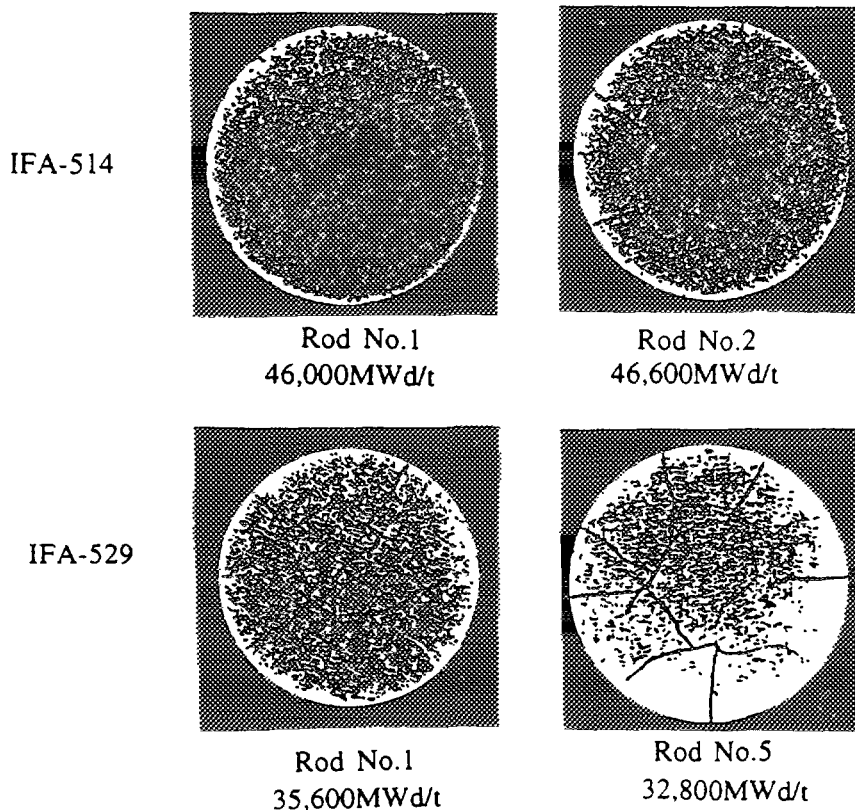 IFA-514
Rod No.1
46,000MWd/t
Rod No.2
46,600MWd/t
IFA-529
Rod No.1
35,600MWd/t
Rod No.5
32,800MWd/t